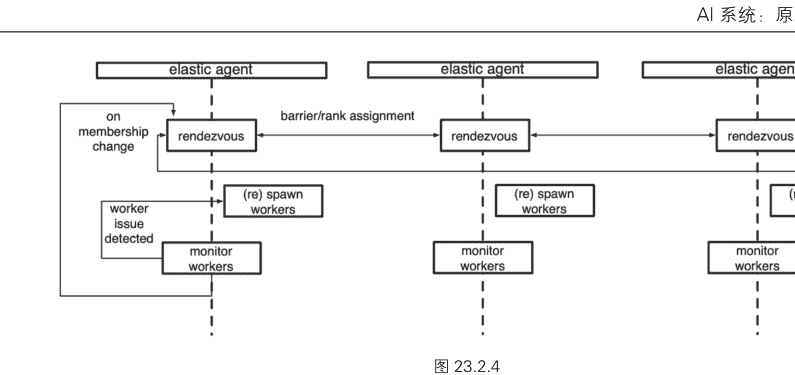 AI 系统：原
elastic agent
elastic agent
elastic agen
on
membership
change
rendezvous
barrier/rank assignment
rendezvous
rendezvous
(re) spawn
workers
(re) spawn
workers
worker
issue
detected
monitor
workers
monitor
workers
monitor
workers
图 23.2.4